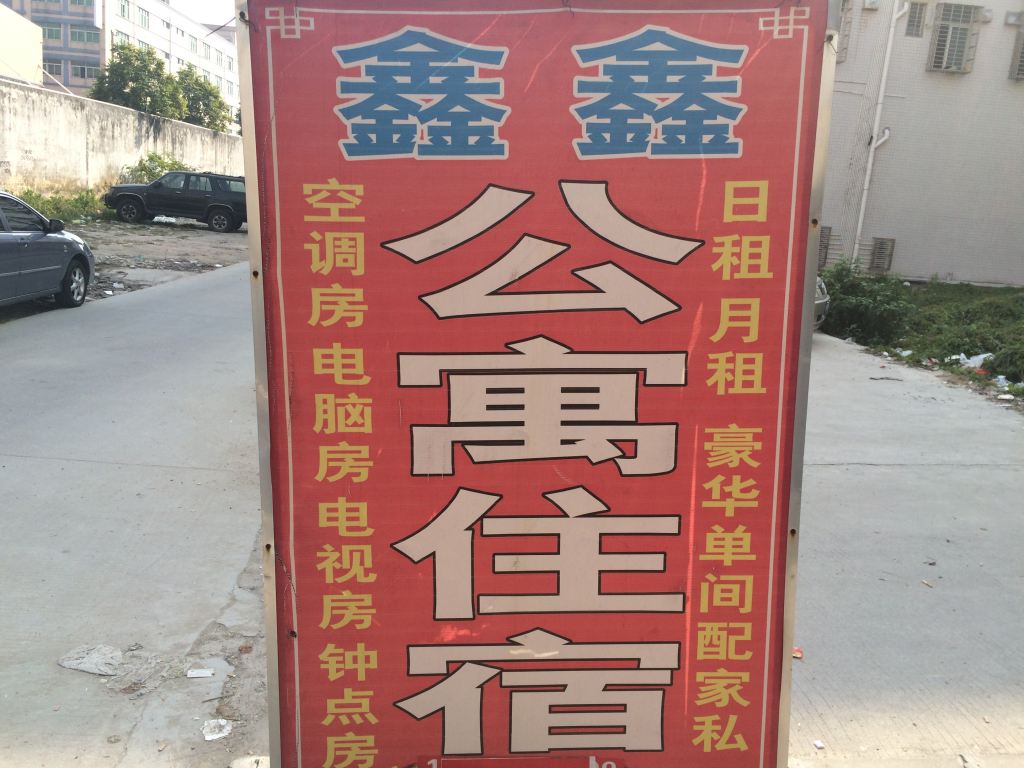 鑫鑫
公寓住宿
日租月租 豪华单间配家私
空调房电脑房电视房钟点房